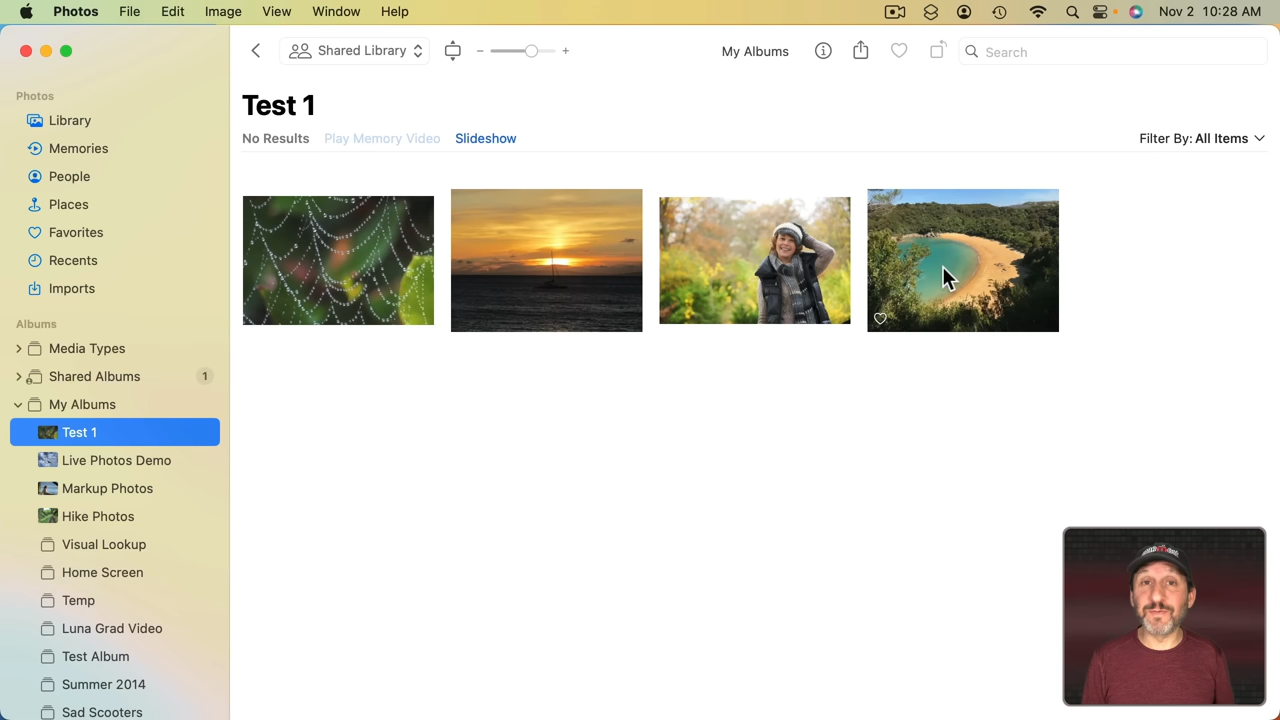 Photos File Edit Image View Window Help Nov 2 10:28 AM
Shared Library My Albums Search
Photos
Library
Memories
People
Places
Favorites
Recents
Imports
Albums
Media Types
Shared Albums 1
My Albums
Test 1
Live Photos Demo
Markup Photos
Hike Photos
Visual Lookup
Home Screen
Temp
Luna Grad Video
Test Album
Summer 2014
Sad Scooters
Test 1
No Results Play Memory Video Slideshow Filter By: All Items